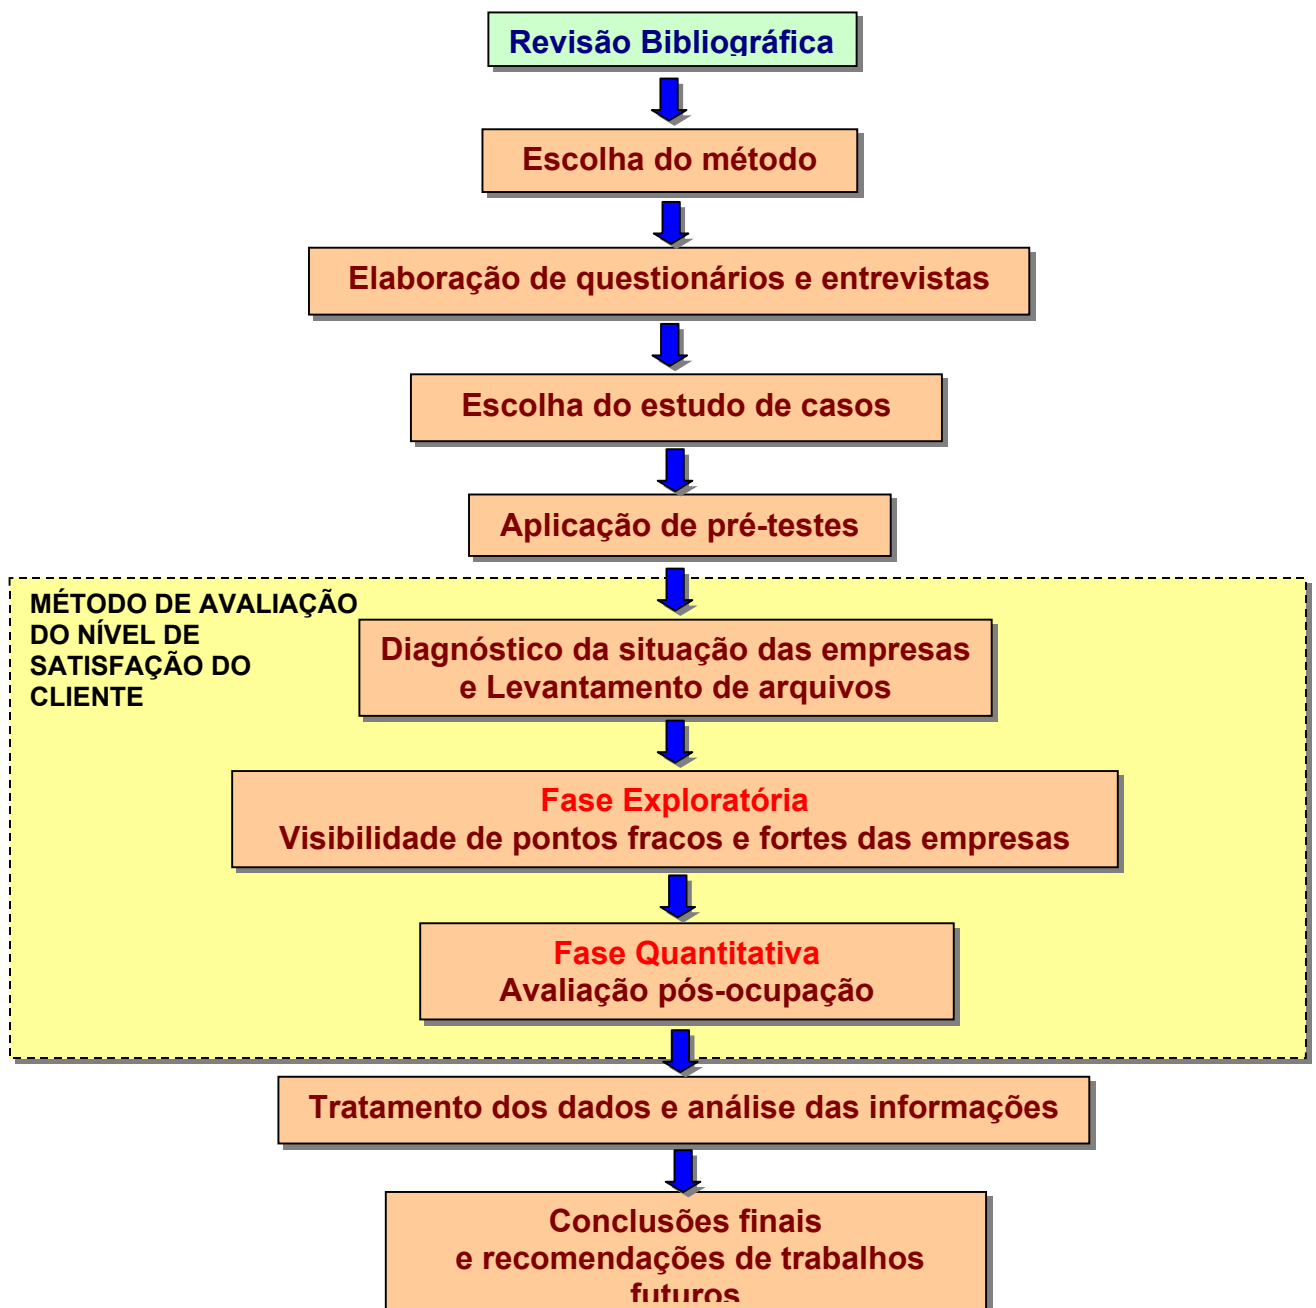 Revisão Bibliográfica
Escolha do método
Elaboração de questionários e entrevistas
Escolha do estudo de casos
Aplicação de pré-testes
MÉTODO DE AVALIAÇÃO
DO NÍVEL DE
SATISFAÇÃO DO
CLIENTE
Diagnóstico da situação das empresas
e Levantamento de arquivos
Fase Exploratória
Visibilidade de pontos fracos e fortes das empresas
Fase Quantitativa
Avaliação pós-ocupação
Tratamento dos dados e análise das informações
Conclusões finais
e recomendações de trabalhos
futuros